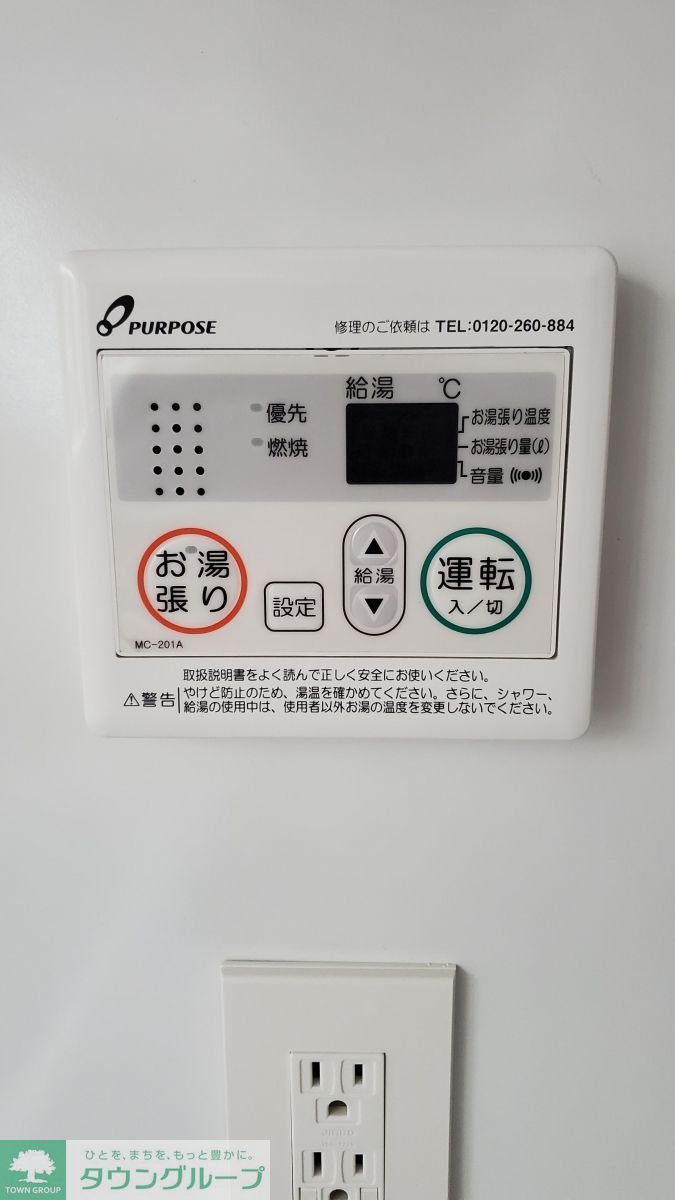 PURPOSE
修理のご依頼は TEL:0120-260-884
給湯 ℃
優先
燃焼
お湯張り温度
お湯張り量(ℓ)
音量
お湯張り
設定
▲
給湯
▼
運転
入／切
MC-201A
取扱説明書をよく読んで正しく安全にお使いください。
⚠警告
やけど防止のため、湯温を確かめてください。さらに、シャワー、
給湯の使用中は、使用者以外お湯の温度を変更しないでください。
ひとを、まちを、もっと豊かに。
TOWN GROUP
タウングループ